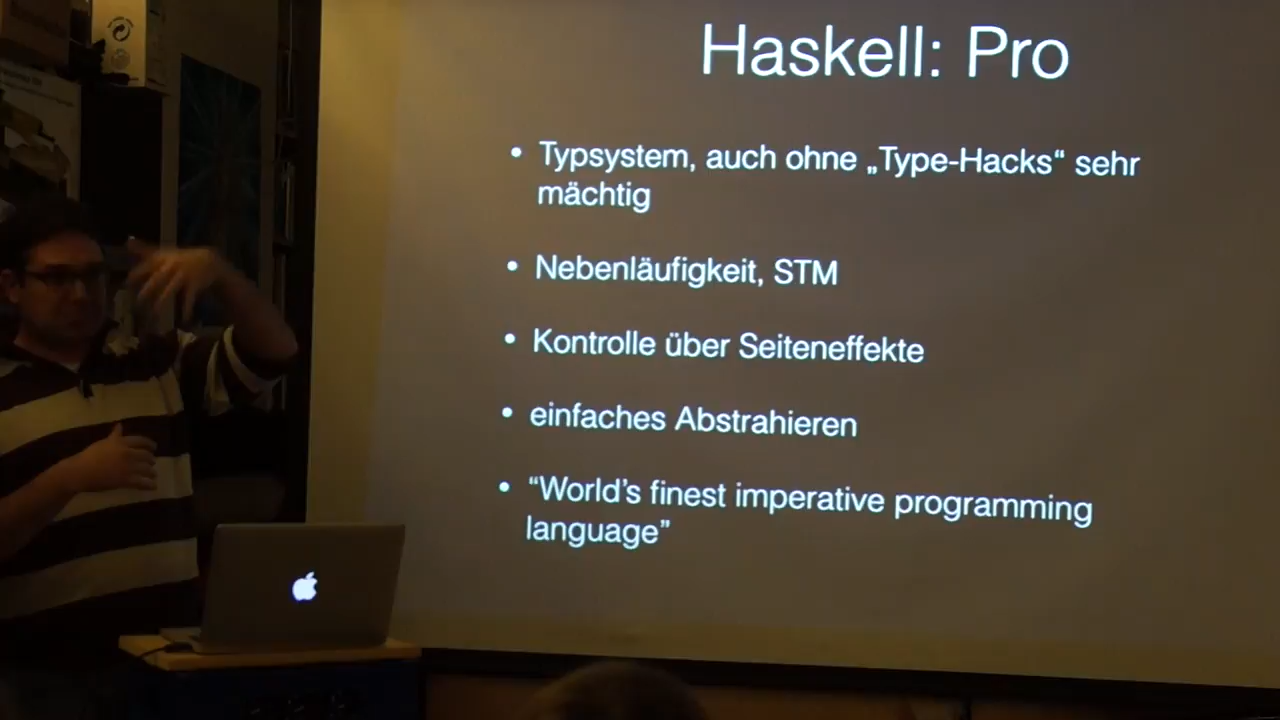 Haskell: Pro
• Typsystem, auch ohne „Type-Hacks“ sehr
mächtig
• Nebenläufigkeit, STM
• Kontrolle über Seiteneffekte
• einfaches Abstrahieren
• “World’s finest imperative programming
language”